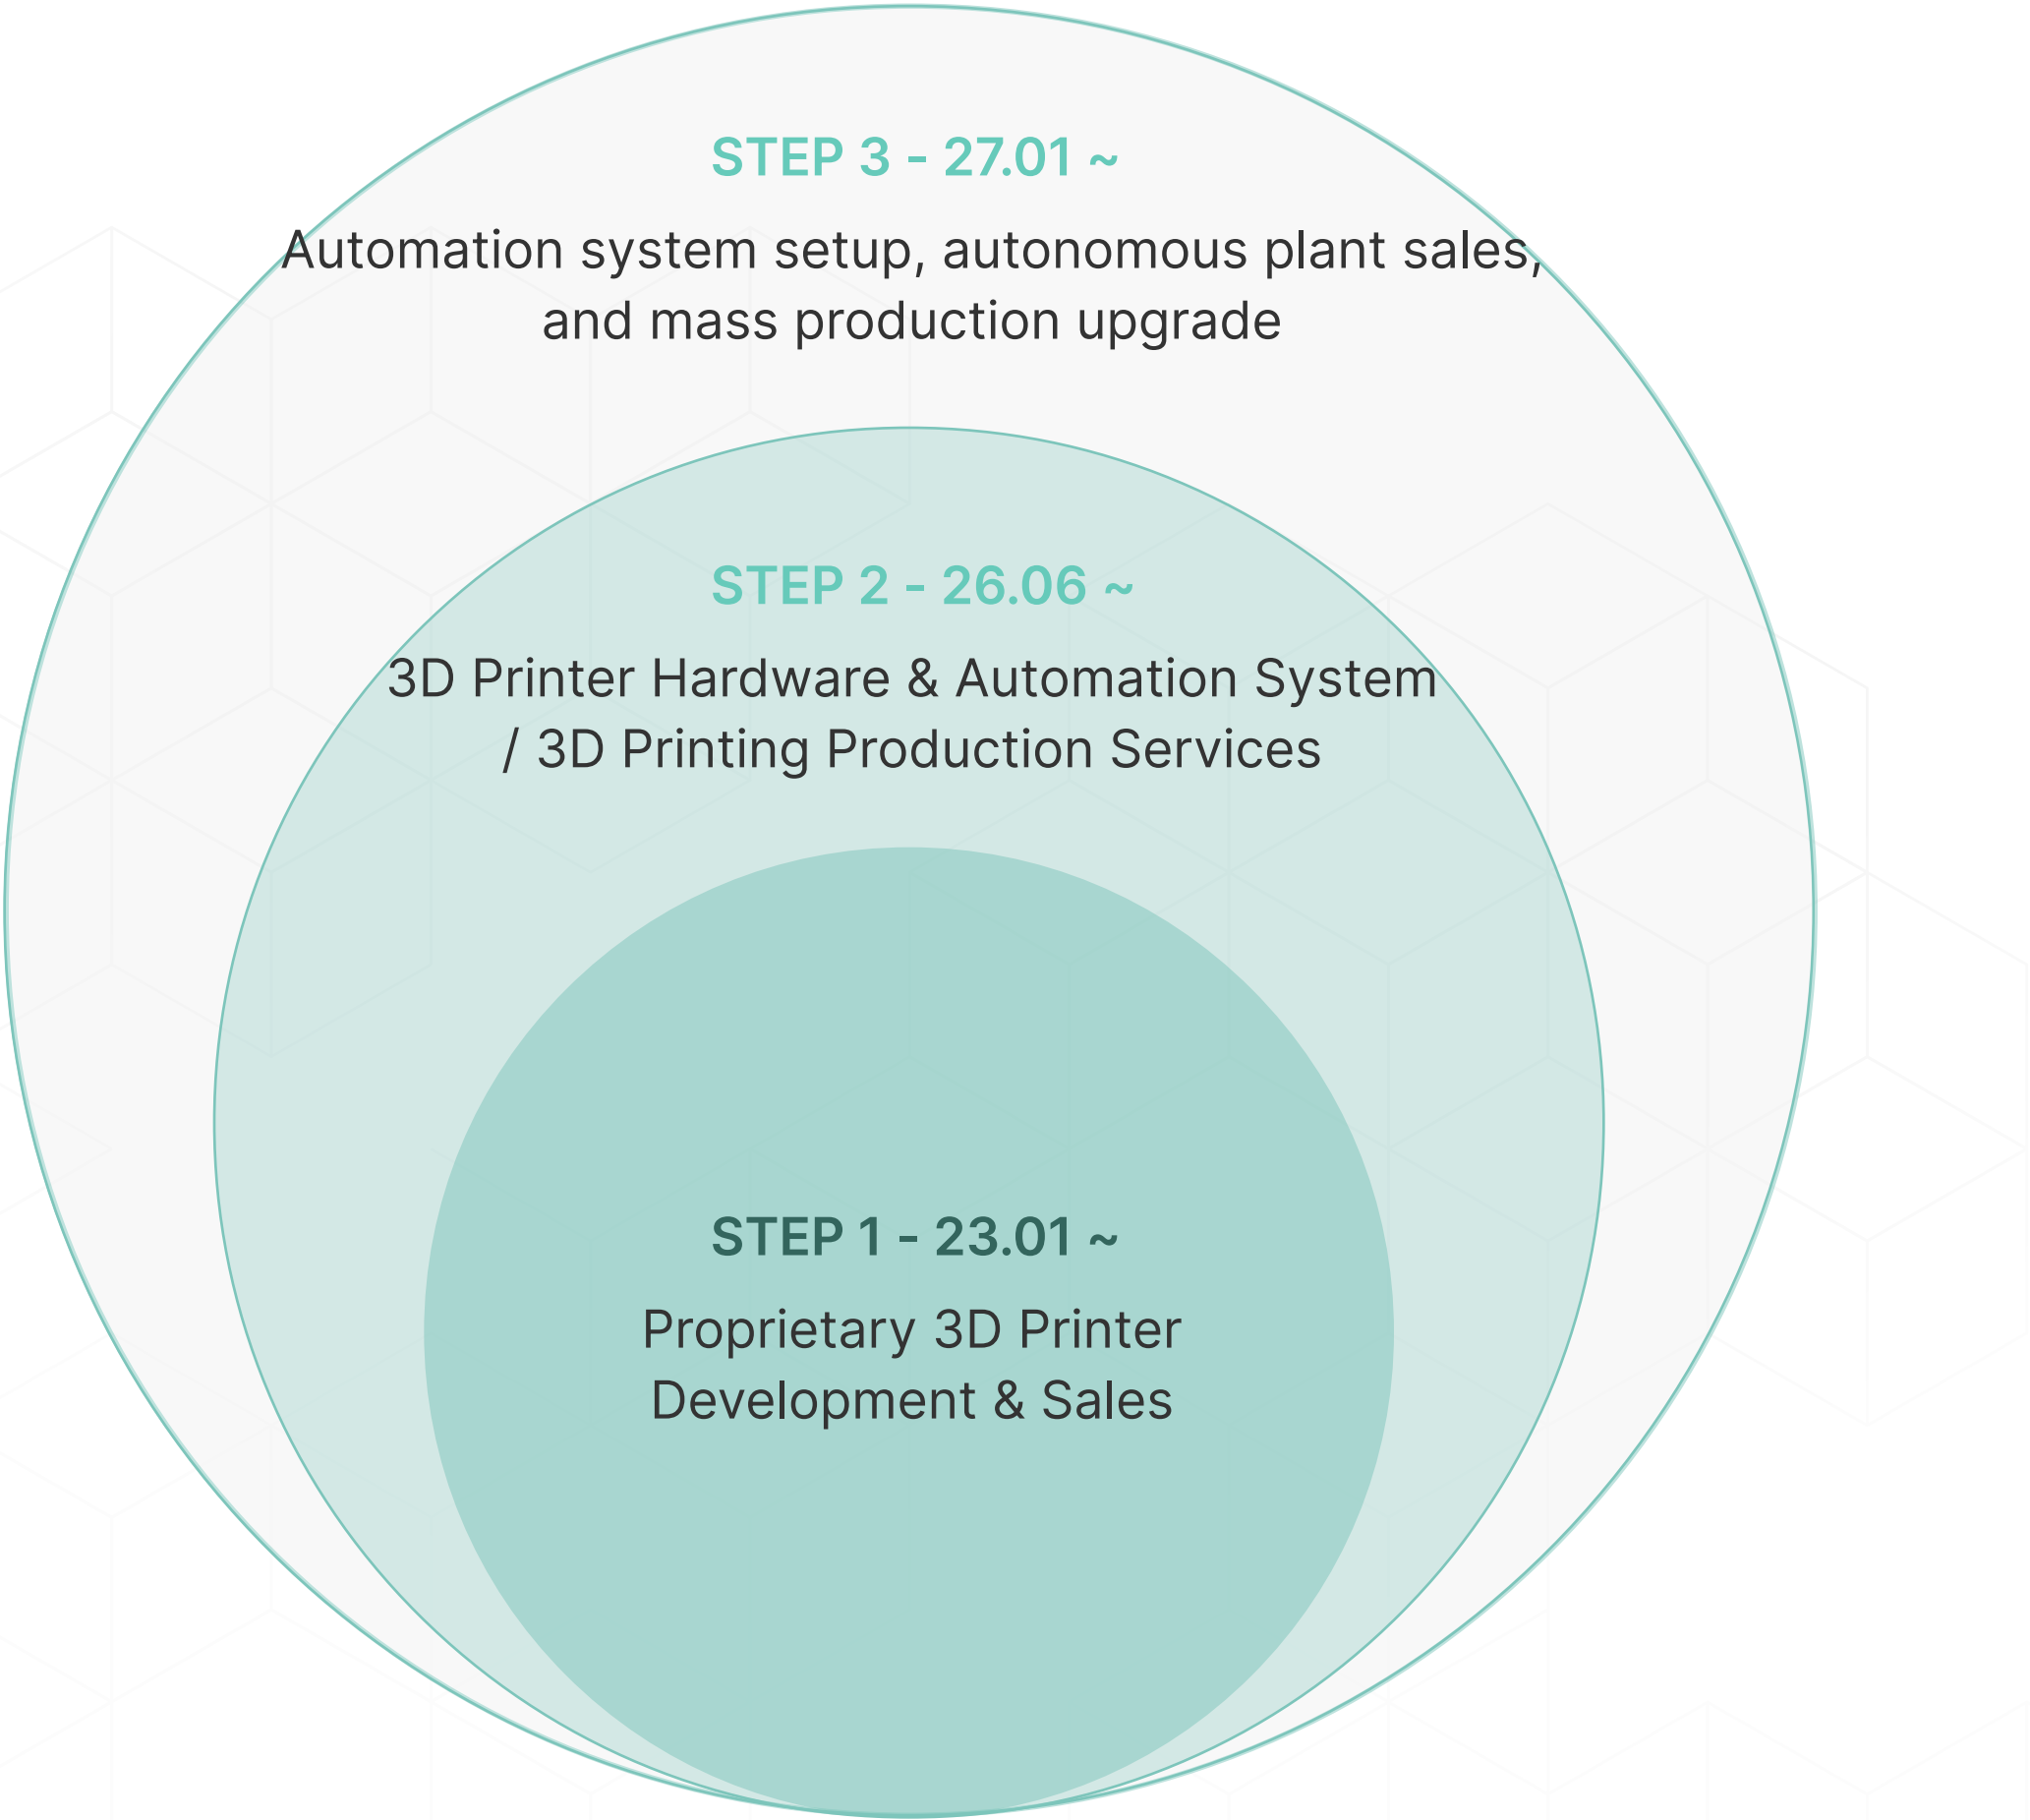 STEP 3 - 27.01 ~
Automation system setup, autonomous plant sales,
and mass production upgrade
STEP 2 - 26.06 ~
3D Printer Hardware & Automation System
/ 3D Printing Production Services
STEP 1 - 23.01 ~
Proprietary 3D Printer
Development & Sales